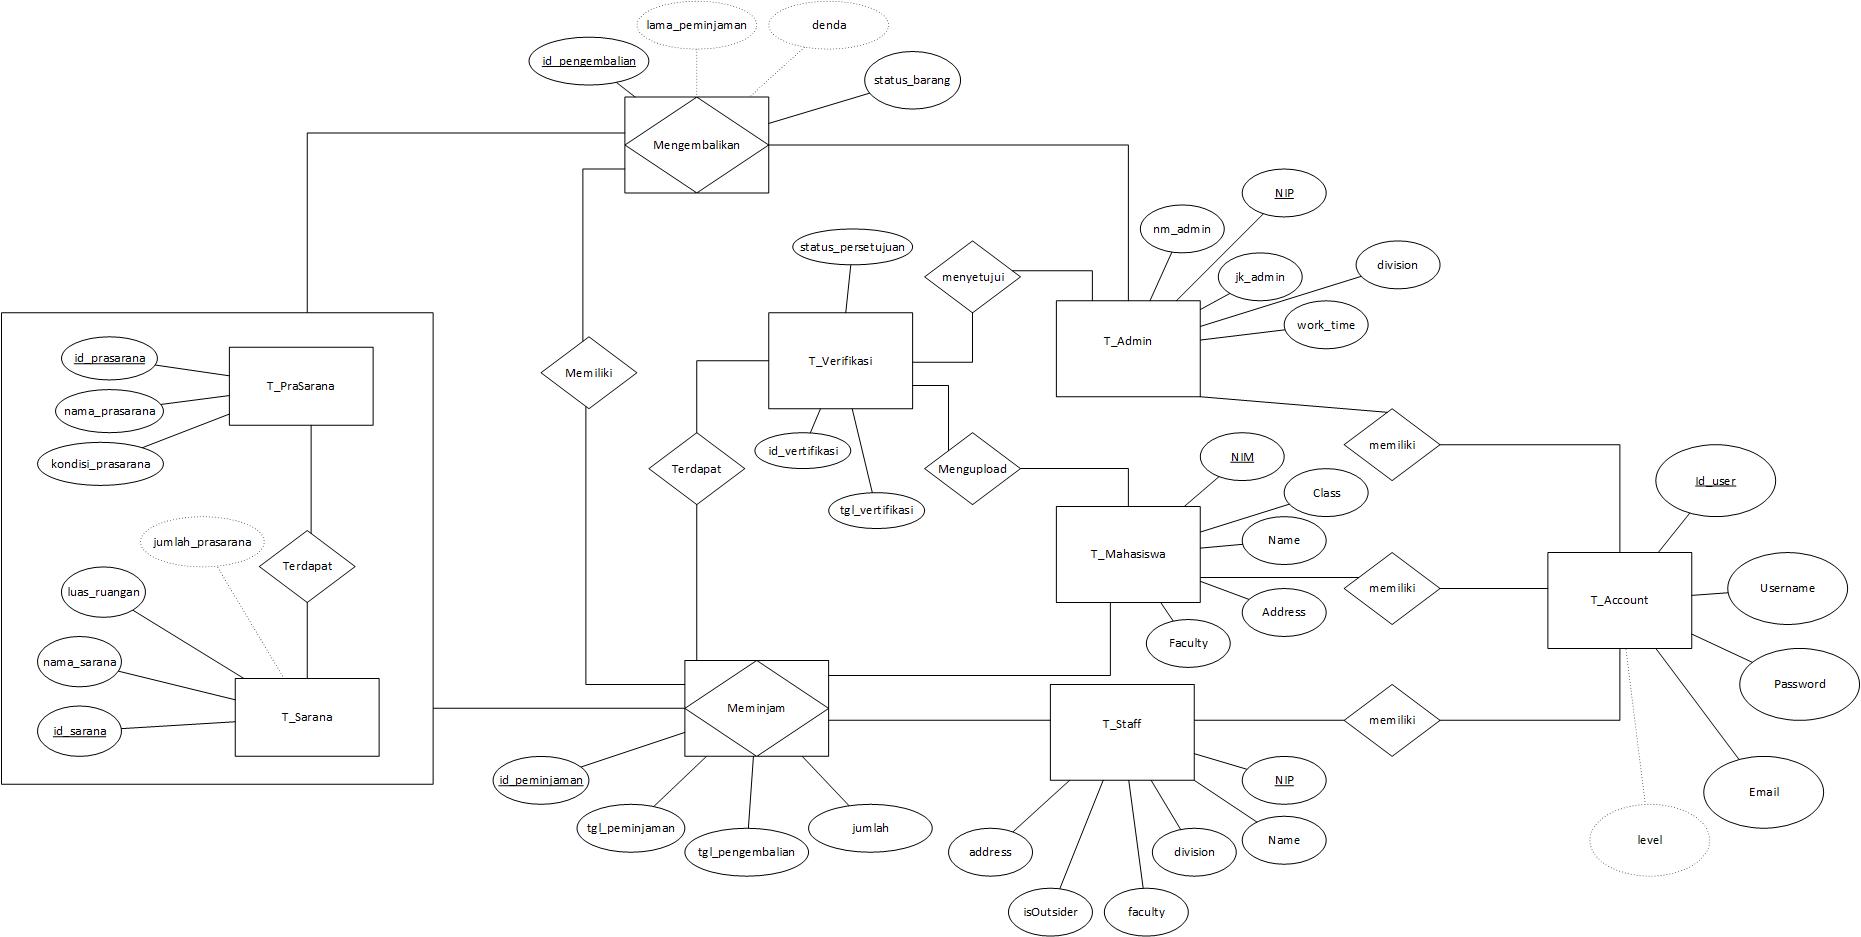 lama_peminjaman
denda
id_pengembalian
status_barang
Mengembalikan
NIP
nm_admin
status_persetujuan
division
menyetujui
jk_admin
work_time
T_Admin
id_prasarana
T_Verifikasi
Memiliki
T_PraSarana
nama_prasarana
memiliki
id_vertifikasi
NIM
kondisi_prasarana
Terdapat
Mengupload
Id_user
Class
tgl_vertifikasi
jumlah_prasarana
Name
T_Mahasiswa
Terdapat
luas_ruangan
memiliki
Username
T_Account
Address
Faculty
nama_sarana
Password
Meminjam
T_Sarana
T_Staff
memiliki
id_sarana
id_peminjaman
NIP
Email
tgl_peminjaman
jumlah
Name
level
tgl_pengembalian
address
division
isOutsider
faculty